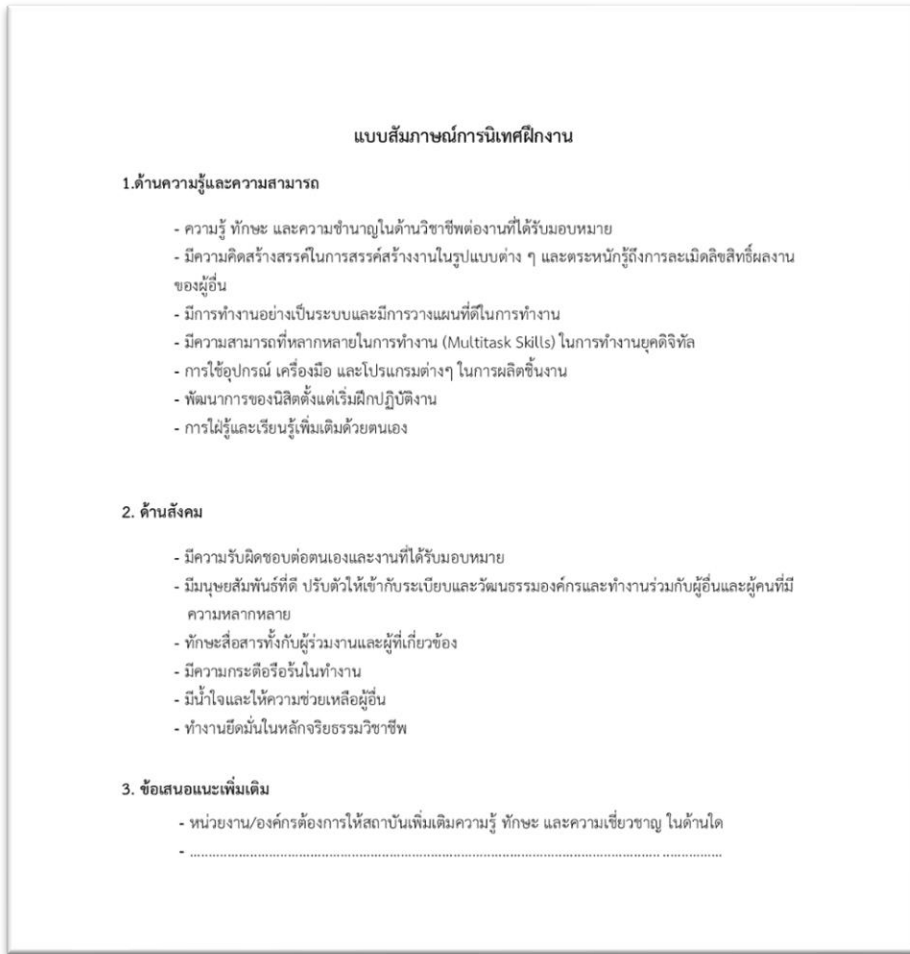 แบบสัมภาษณ์การนิเทศฝึกงาน
1.ด้านความรู้และความสามารถ
- ความรู้ ทักษะ และความชำนาญในด้านวิชาชีพต่องานที่ได้รับมอบหมาย
- มีความคิดสร้างสรรค์ในการสรรค์สร้างงานในรูปแบบต่าง ๆ และตระหนักรู้ถึงการละเมิดลิขสิทธิ์ผลงาน
ของผู้อื่น
- มีการทำงานอย่างเป็นระบบและมีการวางแผนที่ดีในการทำงาน
- มีความสามารถที่หลากหลายในการทำงาน (Multitask Skills) ในการทำงานยุคดิจิทัล
- การใช้อุปกรณ์ เครื่องมือ และโปรแกรมต่างๆ ในการผลิตชิ้นงาน
- พัฒนาการของนิสิตตั้งแต่เริ่มฝึกปฏิบัติงาน
- การใฝ่รู้และเรียนรู้เพิ่มเติมด้วยตนเอง
2. ด้านสังคม
- มีความรับผิดชอบต่อตนเองและงานที่ได้รับมอบหมาย
- มีมนุษยสัมพันธ์ที่ดี ปรับตัวให้เข้ากับระเบียบและวัฒนธรรมองค์กรและทำงานร่วมกับผู้อื่นและผู้คนที่มี
ความหลากหลาย
- ทักษะสื่อสารทั้งกับผู้ร่วมงานและผู้ที่เกี่ยวข้อง
- มีความกระตือรือร้นในทำงาน
- มีน้ำใจและให้ความช่วยเหลือผู้อื่น
- ทำงานยึดมั่นในหลักจริยธรรมวิชาชีพ
3. ข้อเสนอแนะเพิ่มเติม
- หน่วยงาน/องค์กรต้องการให้สถาบันเพิ่มเติมความรู้ ทักษะ และความเชี่ยวชาญ ในด้านใด
- ................................................................................................................................................